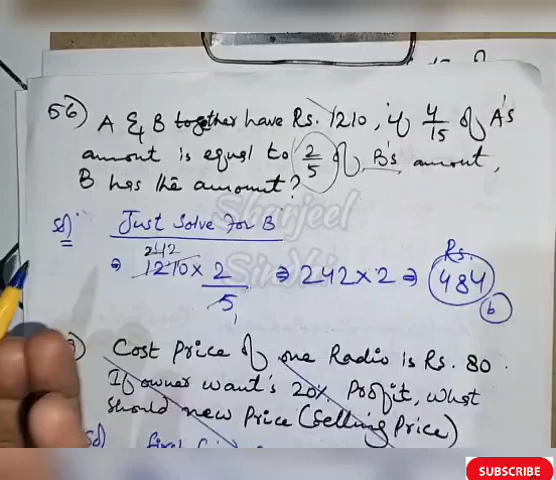 56) A & B together have Rs. 1210, if 4/15 of A's
amount is equal to 2/5 of B's amount,
B has the amount?
Sol. Just Solve For B
242
⇒ 1210 × 2/5 ⇒ 242 × 2 ⇒ Rs. 484
b
Sharjeel
Cost Price of one Radio is Rs. 80.
If owner want's 20% Profit, what
should new Price (Selling Price)
Sol)
SUBSCRIBE